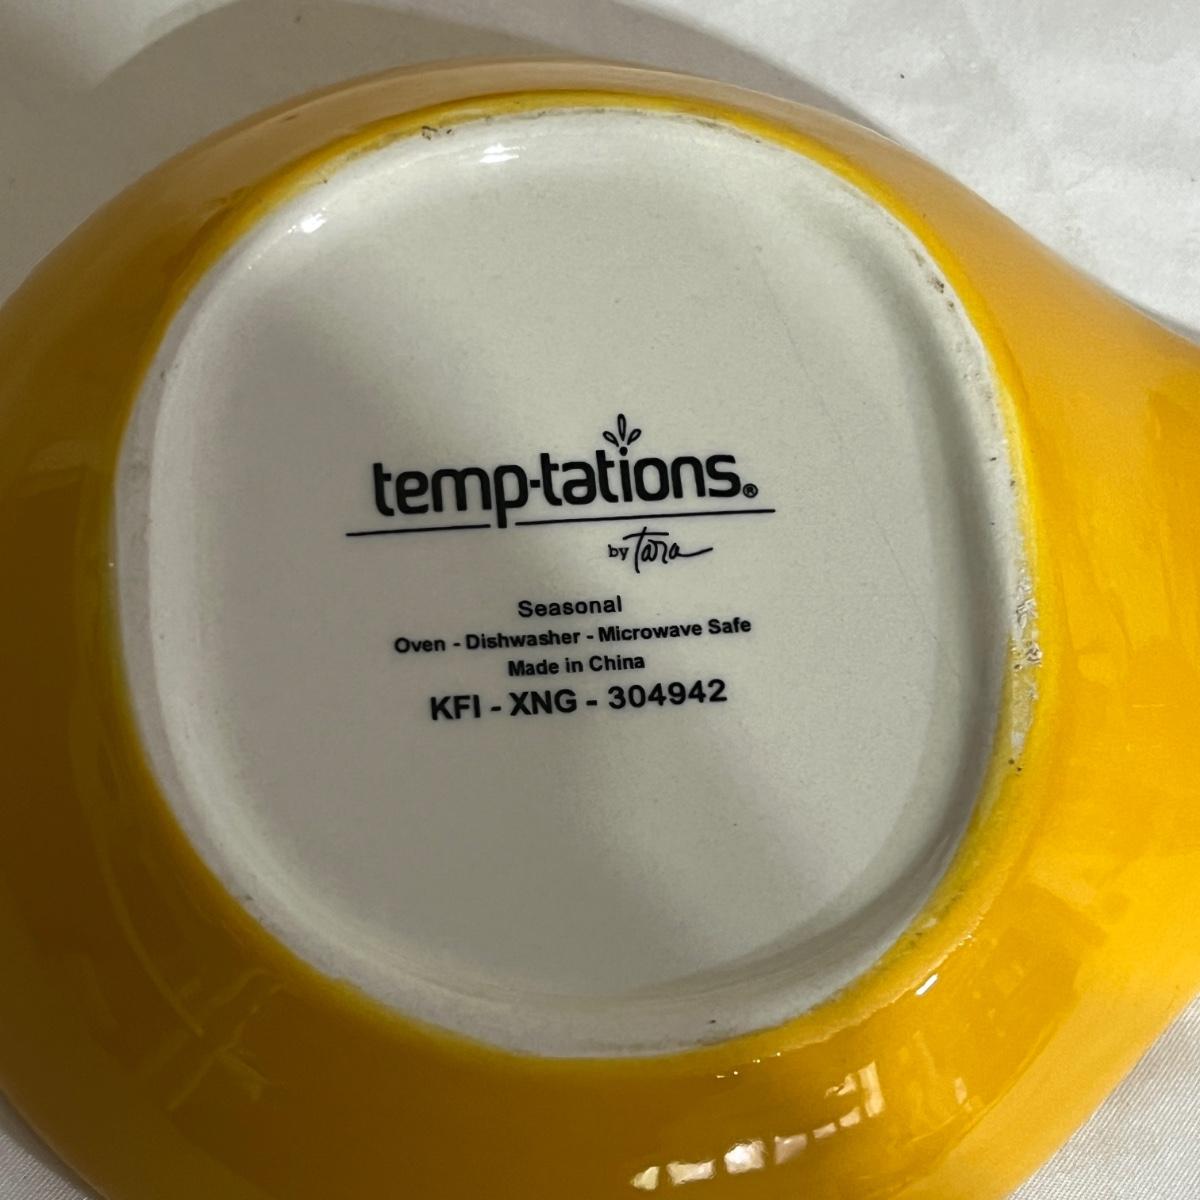 temp-tations®
by Tara
Seasonal
Oven - Dishwasher - Microwave Safe
Made in China
KFI - XNG - 304942